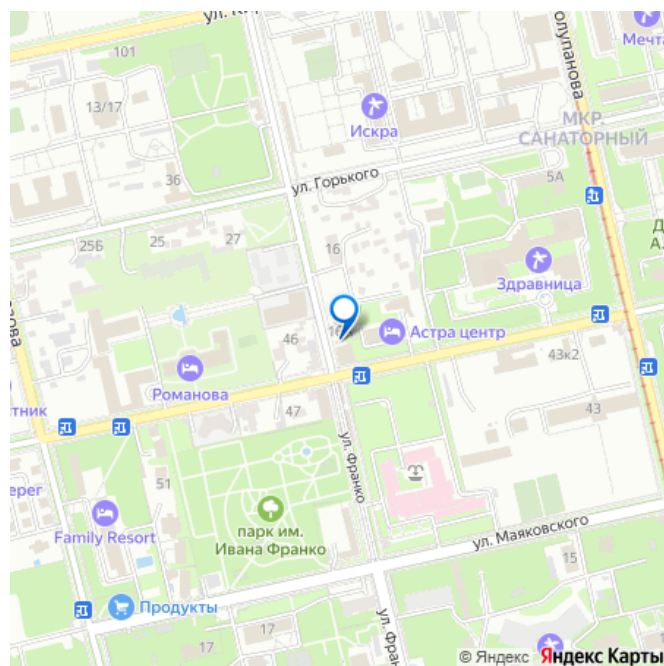 101
Мечта
МКР.
САНАТОРНЫЙ
13/17
Искра
36
ул. Горького
5А
25Б
25
27
16
Здравница
Астра центр
46
43к2
Романова
47
43
51
ул. Франко
парк им.
Ивана Франко
Family Resort
ул. Маяковского
15
Продукты
17
17
© Яндекс Яндекс Карты